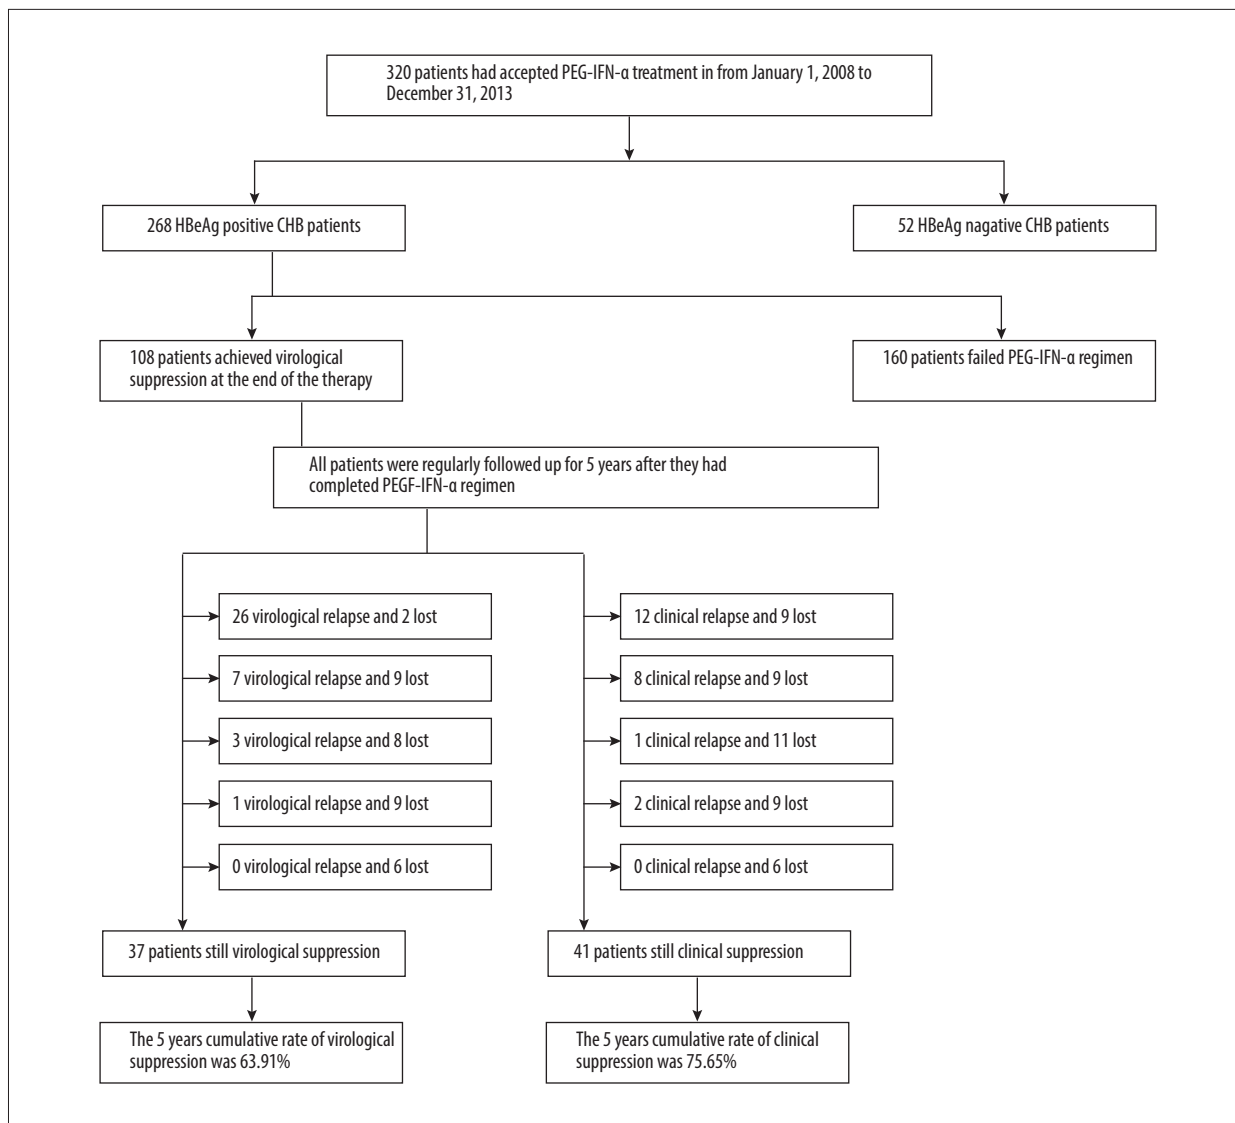 320 patients had accepted PEG-IFN-α treatment in from January 1, 2008 to
December 31, 2013
268 HBeAg positive CHB patients
52 HBeAg nagative CHB patients
108 patients achieved virological
suppression at the end of the therapy
160 patients failed PEG-IFN-α regimen
All patients were regularly followed up for 5 years after they had
completed PEGF-IFN-α regimen
26 virological relapse and 2 lost
12 clinical relapse and 9 lost
7 virological relapse and 9 lost
8 clinical relapse and 9 lost
3 virological relapse and 8 lost
1 clinical relapse and 11 lost
1 virological relapse and 9 lost
2 clinical relapse and 9 lost
0 virological relapse and 6 lost
0 clinical relapse and 6 lost
37 patients still virological suppression
41 patients still clinical suppression
The 5 years cumulative rate of virological
suppression was 63.91%
The 5 years cumulative rate of clinical
suppression was 75.65%